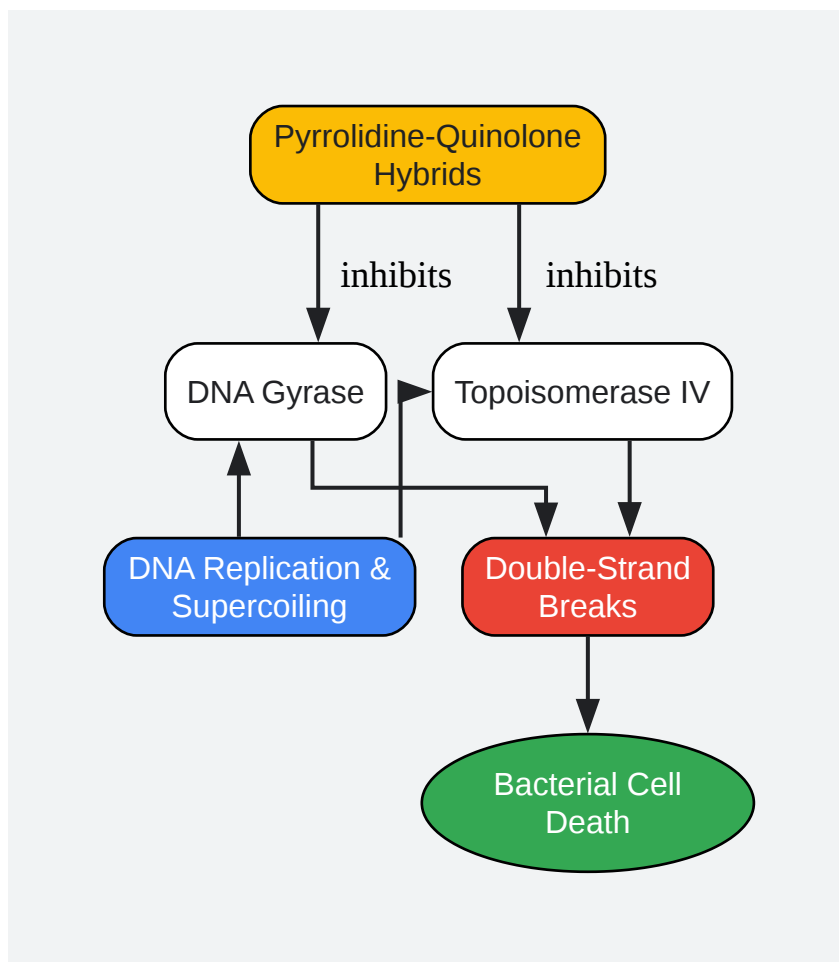 Pyrrolidine-Quinolone
Hybrids
inhibits
inhibits
DNA Gyrase
Topoisomerase IV
DNA Replication &
Supercoiling
Double-Strand
Breaks
Bacterial Cell
Death